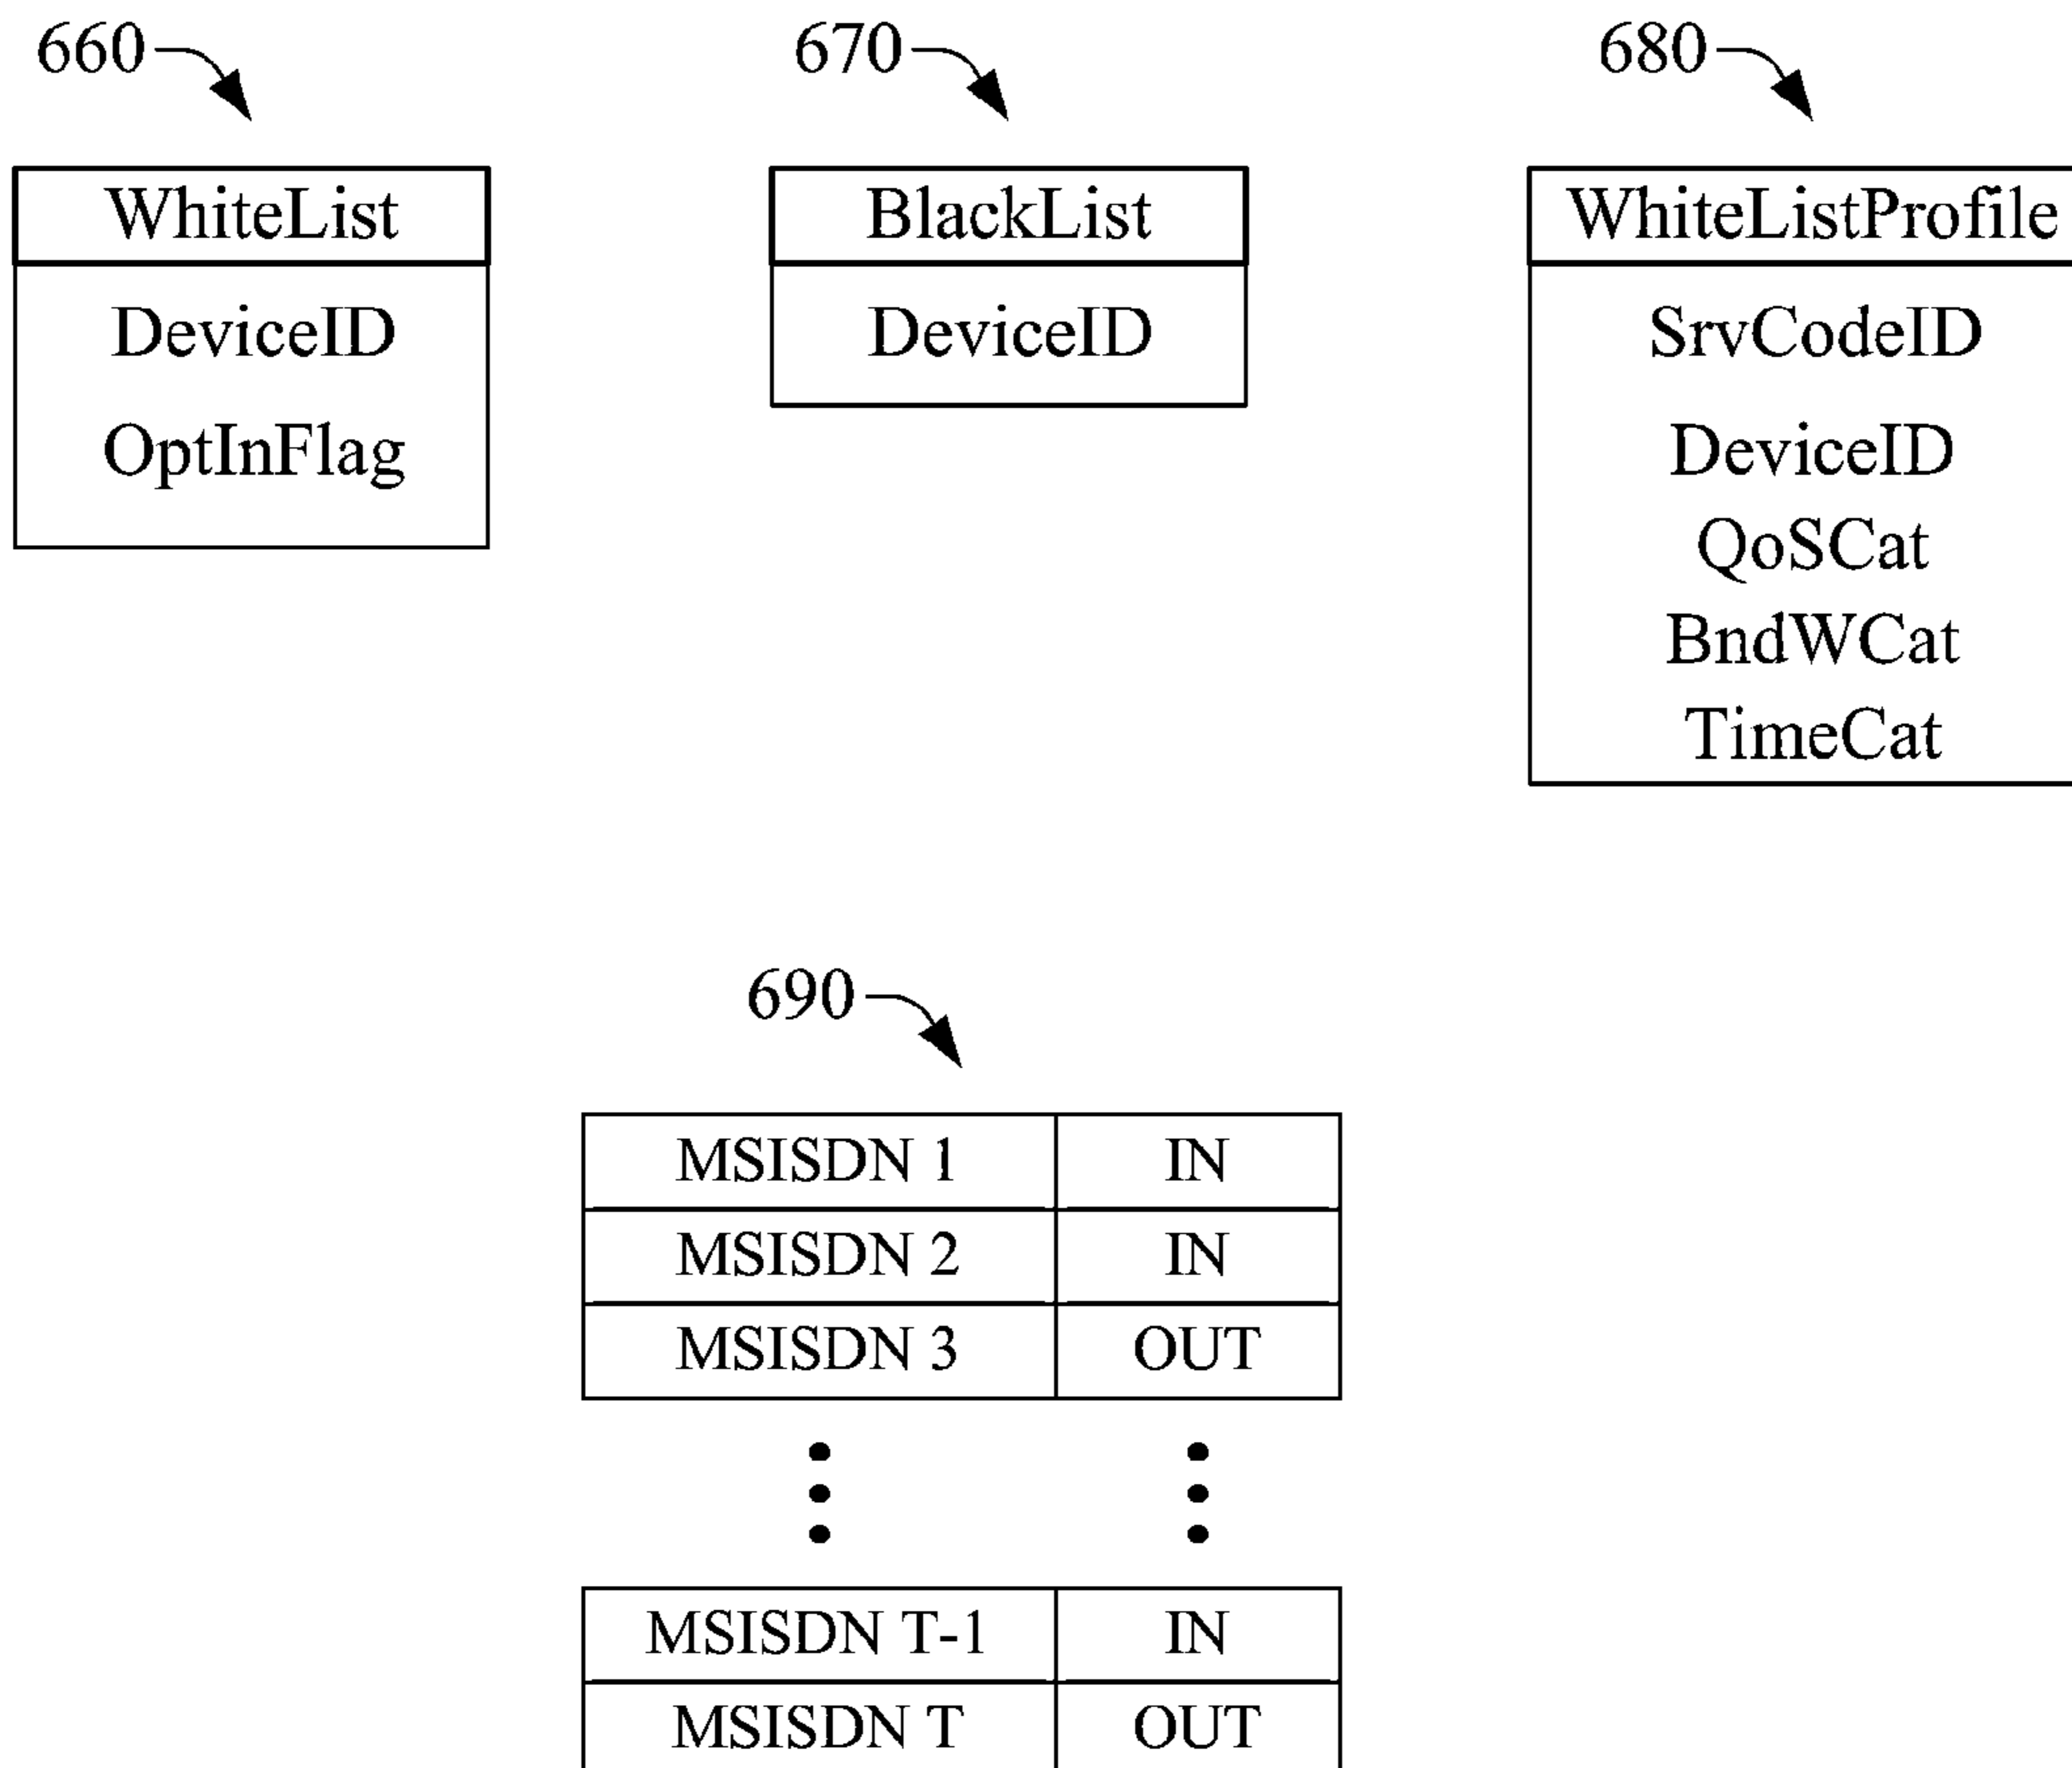 660
670
680
WhiteList
DeviceID
OptInFlag
BlackList
DeviceID
WhiteListProfile
SrvCodeID
DeviceID
QoSCat
BndWCat
TimeCat
690
MSISDN 1 IN
MSISDN 2 IN
MSISDN 3 OUT
MSISDN T-1 IN
MSISDN T OUT